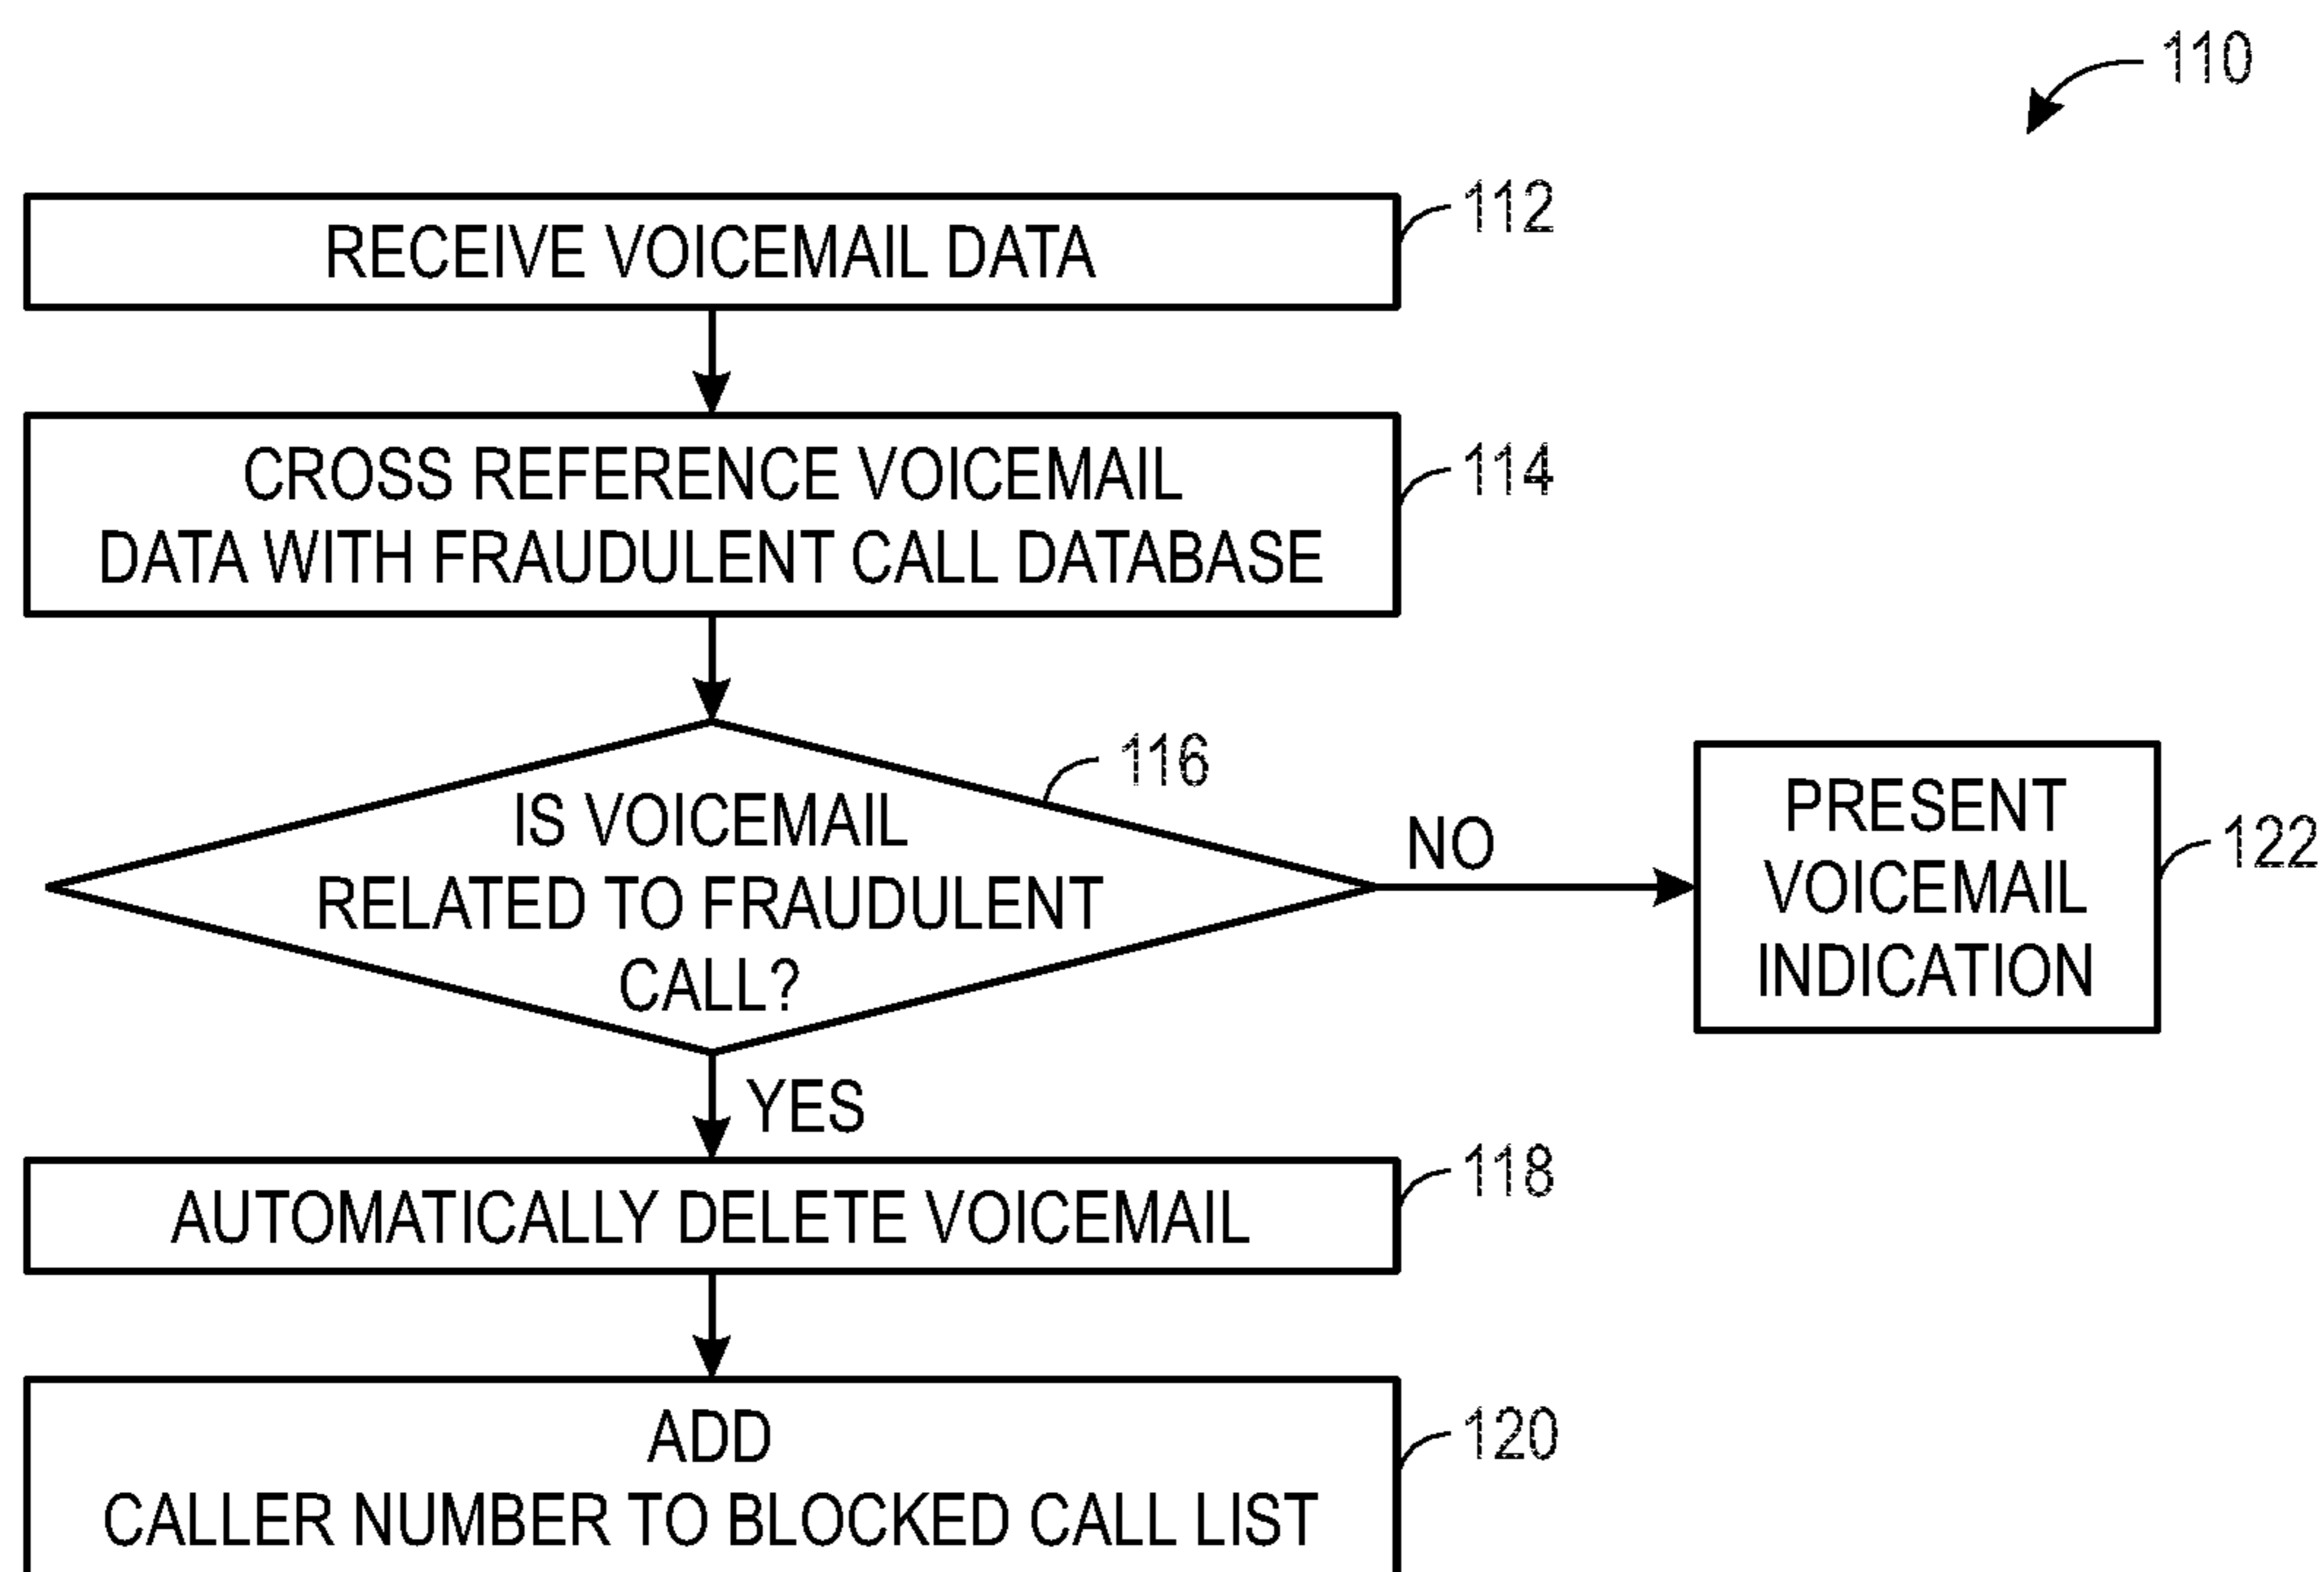 110
RECEIVE VOICEMAIL DATA
112
CROSS REFERENCE VOICEMAIL
DATA WITH FRAUDULENT CALL DATABASE
114
IS VOICEMAIL
RELATED TO FRAUDULENT
CALL?
116
NO
PRESENT
VOICEMAIL
INDICATION
122
YES
AUTOMATICALLY DELETE VOICEMAIL
118
ADD
CALLER NUMBER TO BLOCKED CALL LIST
120